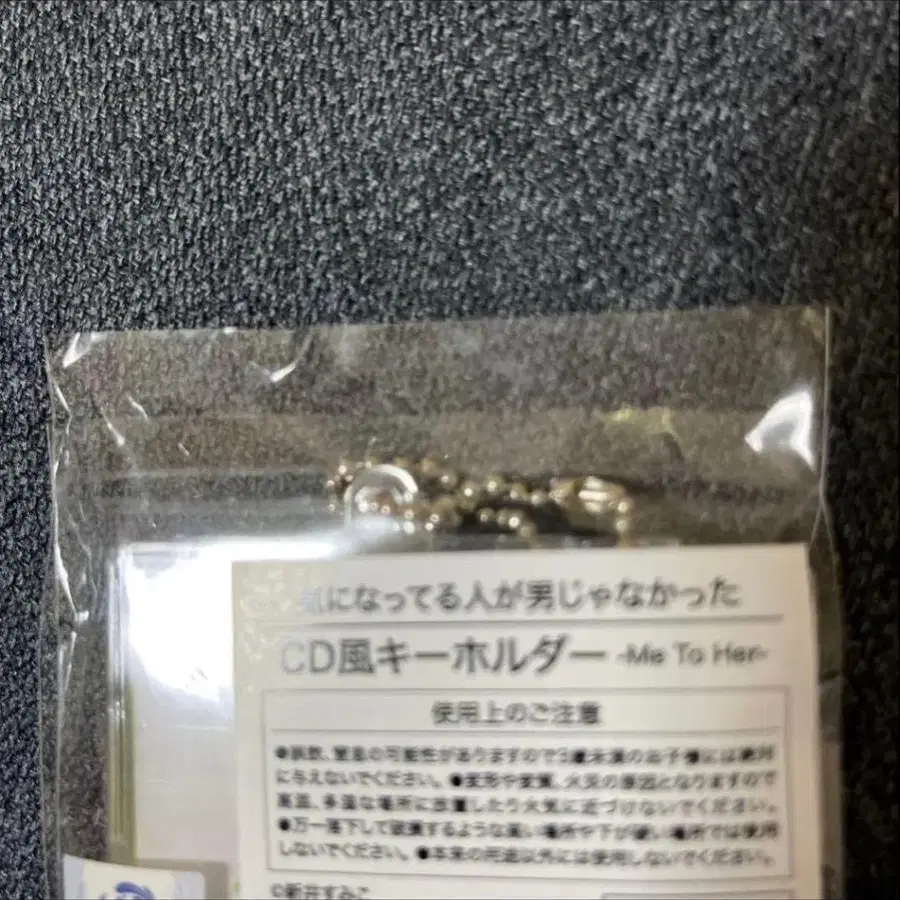 気になってる人が男じゃなかった
CD風キーホルダー -Me To Her-
使用上のご注意
●誤飲、窒息の可能性がありますので3歳未満のお子様には絶対
に与えないでください。●変形や変質、火災の原因となりますので
高温、多湿な場所に放置したり火気に近づけないでください。
●万一落下して破損するような高い場所や下が硬い場所では使用
しないでください。●本来の用途以外には使用しないでください。
©新井すみこ